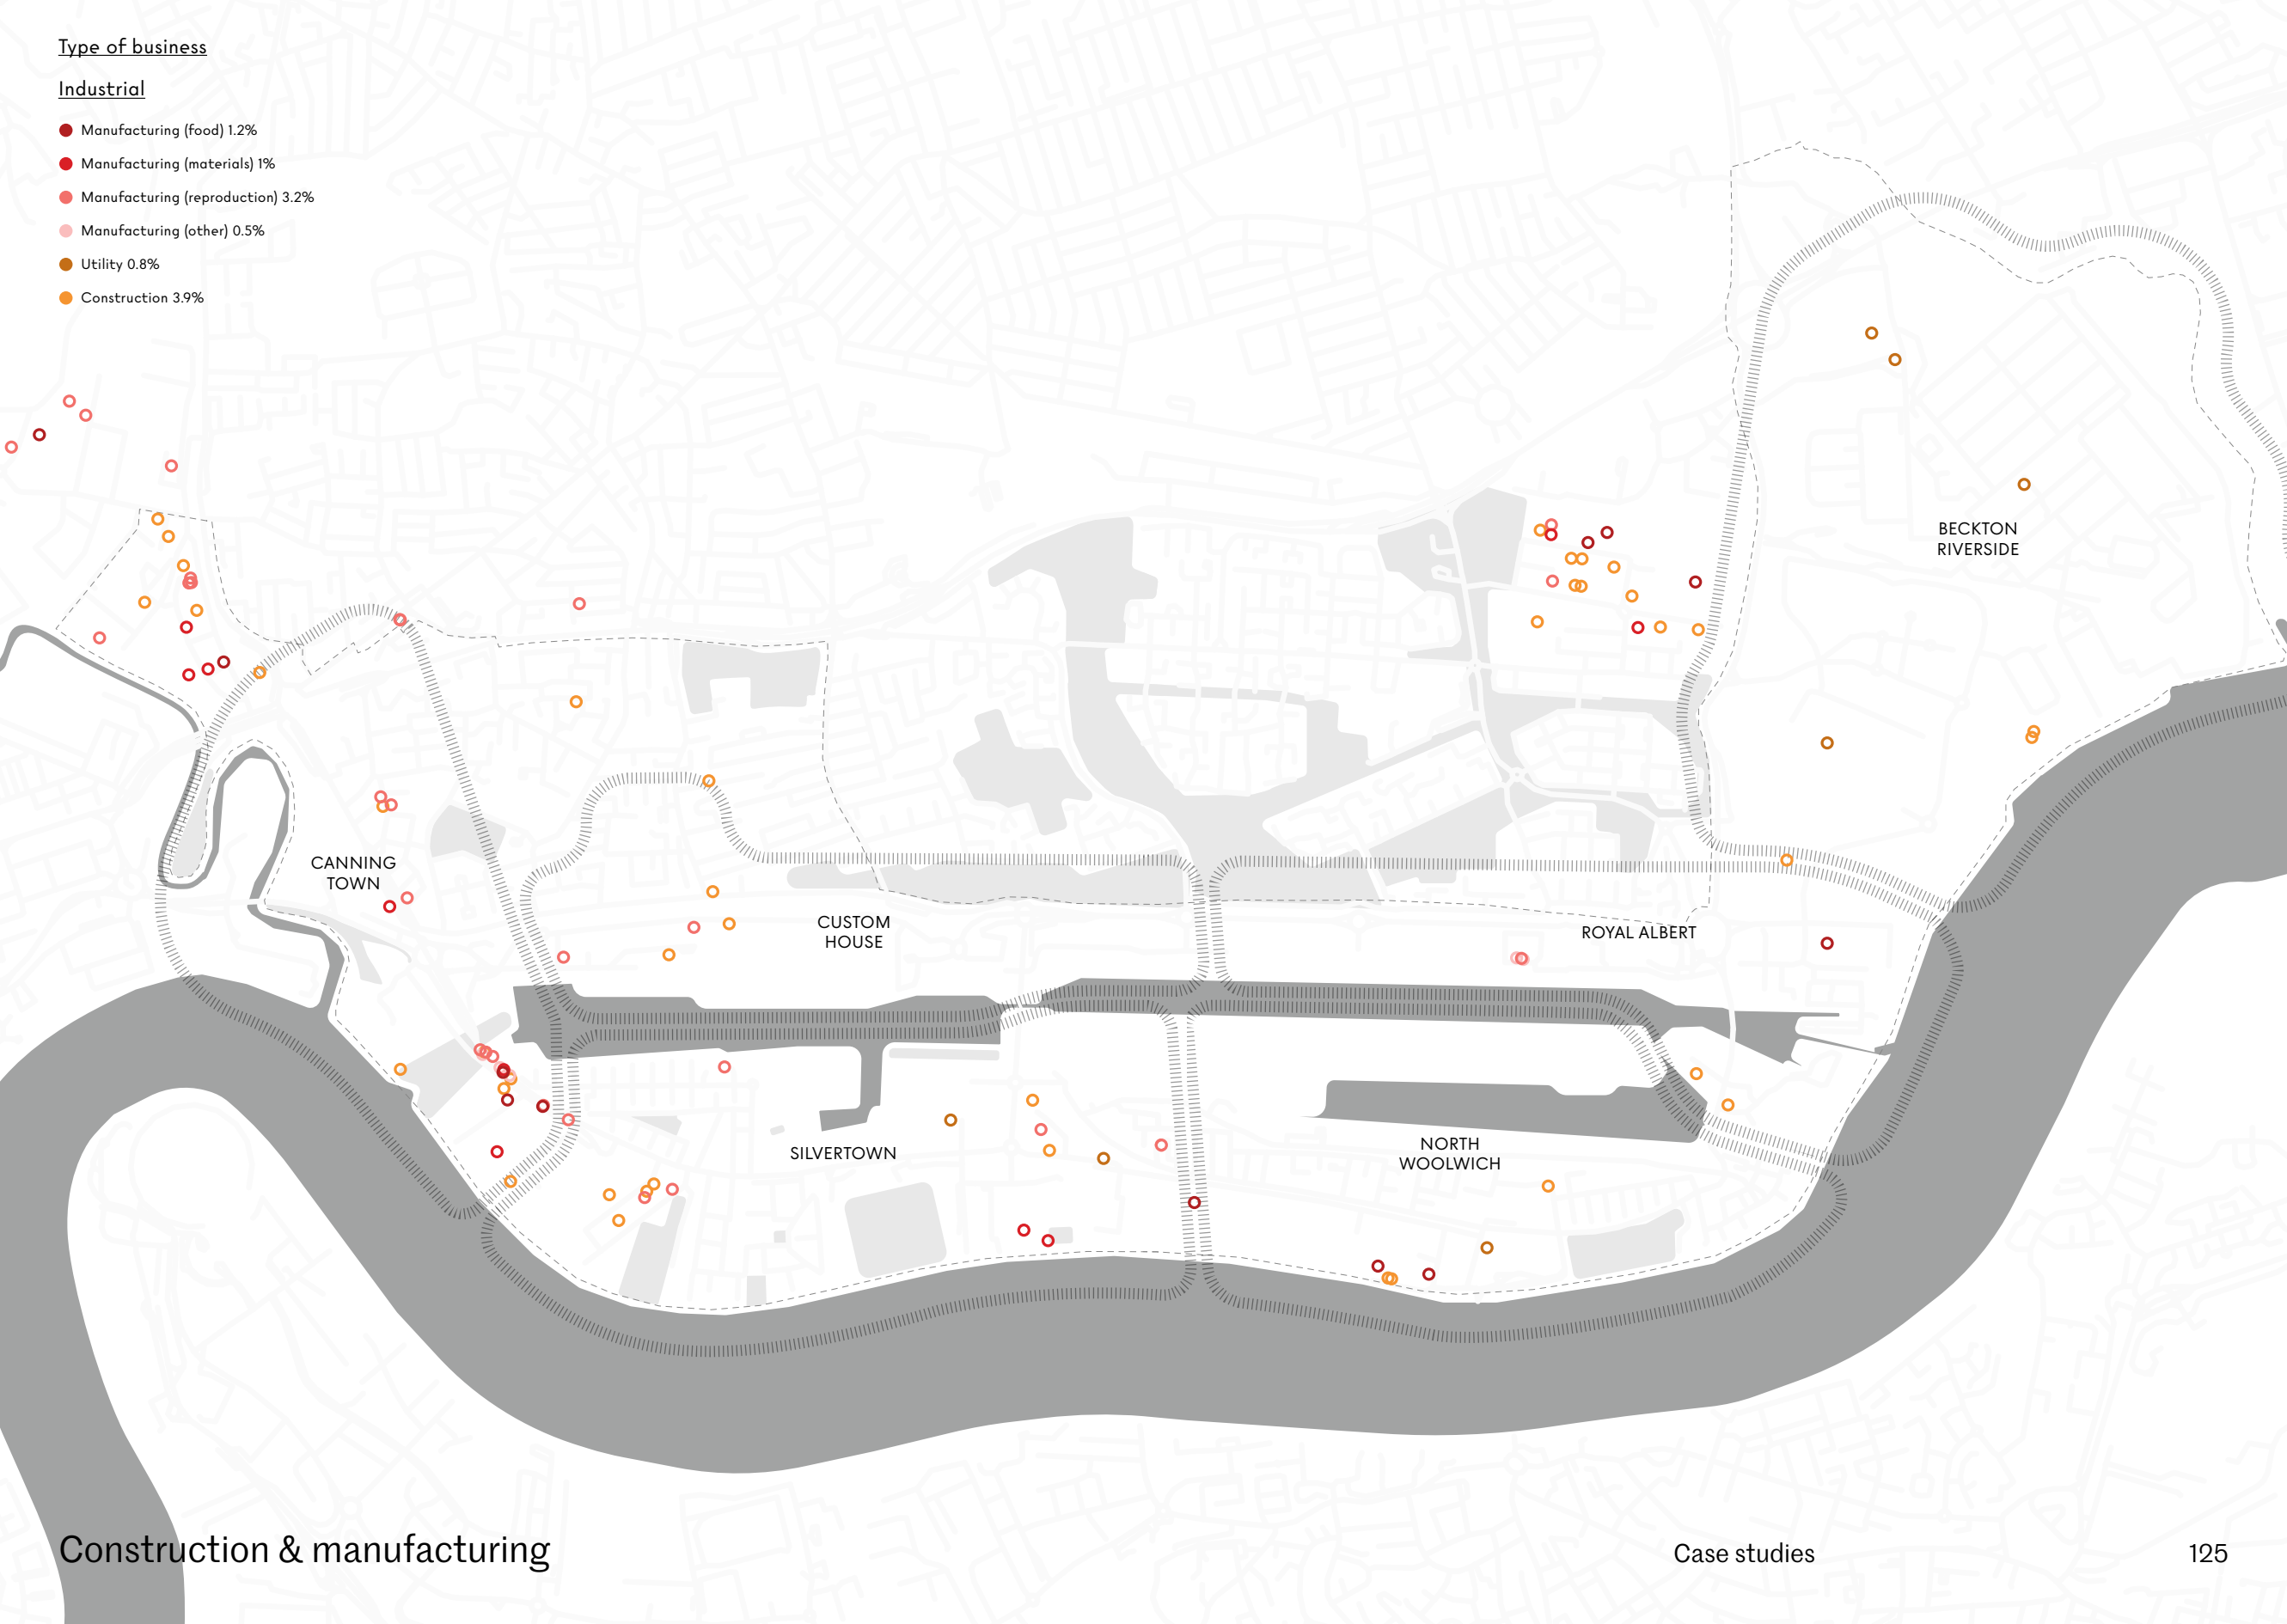 Type of business
Industrial
Manufacturing (food) 1.2%
Manufacturing (materials) 1%
Manufacturing (reproduction) 3.2%
Manufacturing (other) 0.5%
Utility 0.8%
Construction 3.9%
BECKTON
RIVERSIDE
CANNING
TOWN
CUSTOM
HOUSE
ROYAL ALBERT
SILVERTOWN
NORTH
WOOLWICH
Construction & manufacturing
Case studies
125